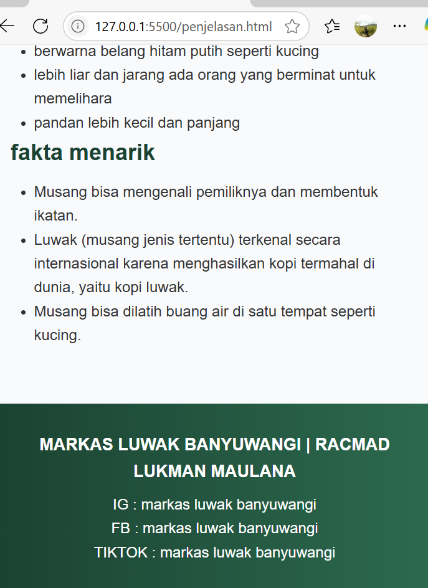 127.0.0.1:5500/penjelasan.html
berwarna belang hitam putih seperti kucing
lebih liar dan jarang ada orang yang berminat untuk
memelihara
pandan lebih kecil dan panjang
fakta menarik
Musang bisa mengenali pemiliknya dan membentuk
ikatan.
Luwak (musang jenis tertentu) terkenal secara
internasional karena menghasilkan kopi termahal di
dunia, yaitu kopi luwak.
Musang bisa dilatih buang air di satu tempat seperti
kucing.
MARKAS LUWAK BANYUWANGI | RACMAD
LUKMAN MAULANA
IG : markas luwak banyuwangi
FB : markas luwak banyuwangi
TIKTOK : markas luwak banyuwangi